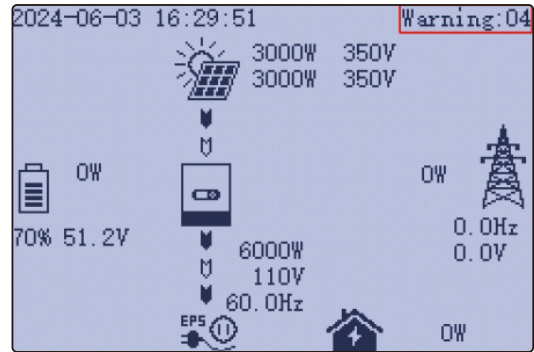 2024-06-03 16:29:51 Warning:04
3000W 350V
3000W 350V
0W 0W
70% 51.2V 0.0Hz
6000W 0.0V
110V
60.0Hz
EPS 0W